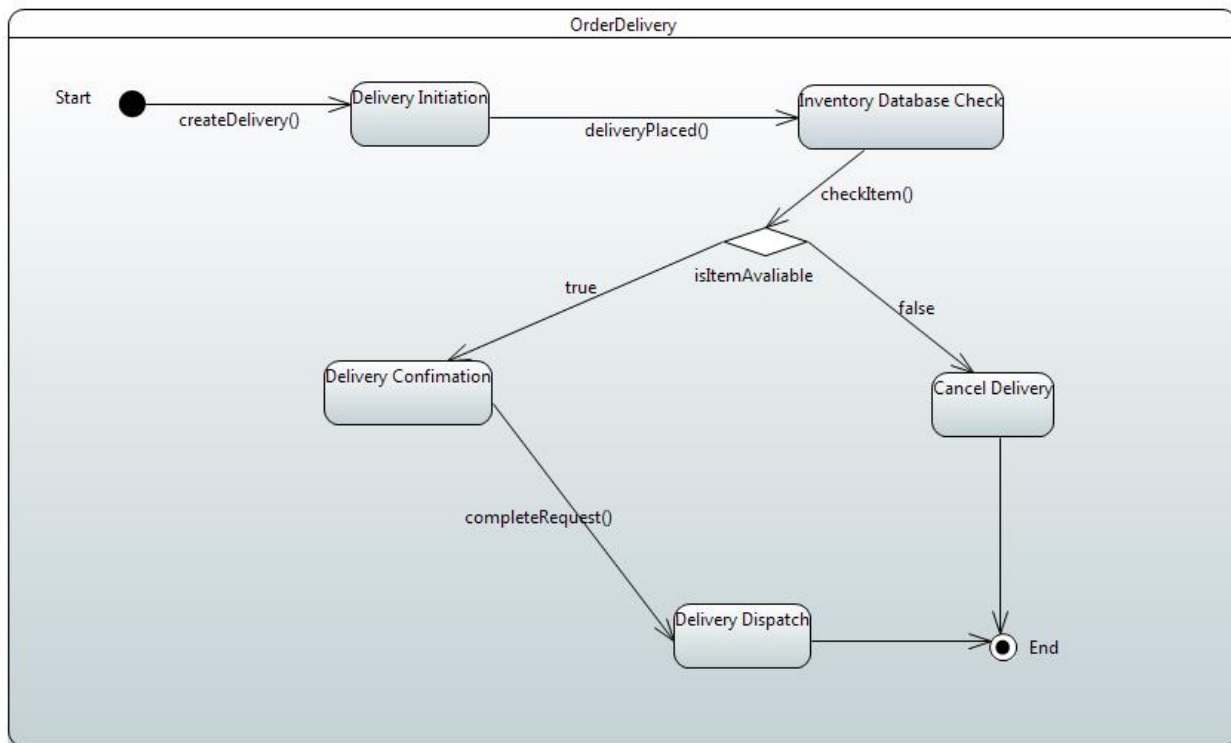 OrderDelivery
Start
createDelivery()
Delivery Initiation
deliveryPlaced()
Inventory Database Check
checkItem()
isItemAvaliable
true
false
Delivery Confimation
Cancel Delivery
completeRequest()
Delivery Dispatch
End